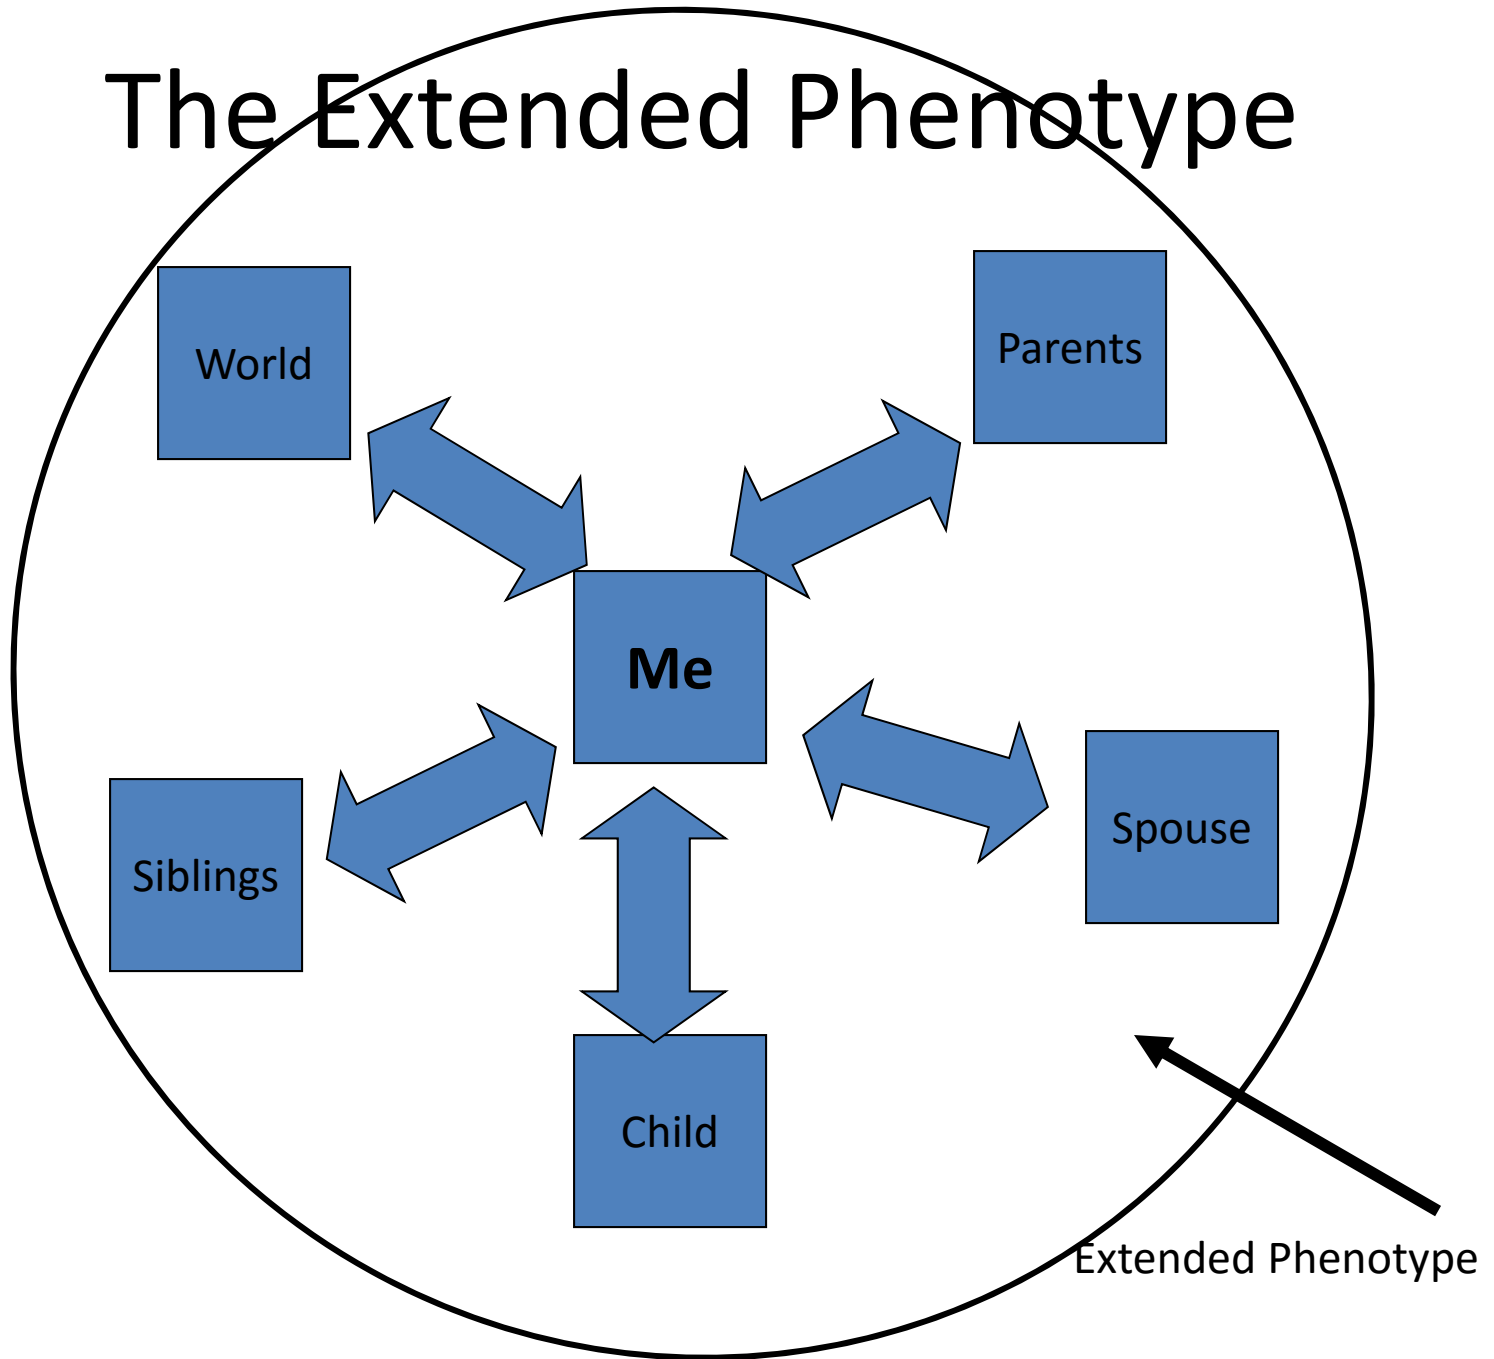 The Extended Phenotype
World
Parents
Me
Spouse
Siblings
Child
Extended Phenotype